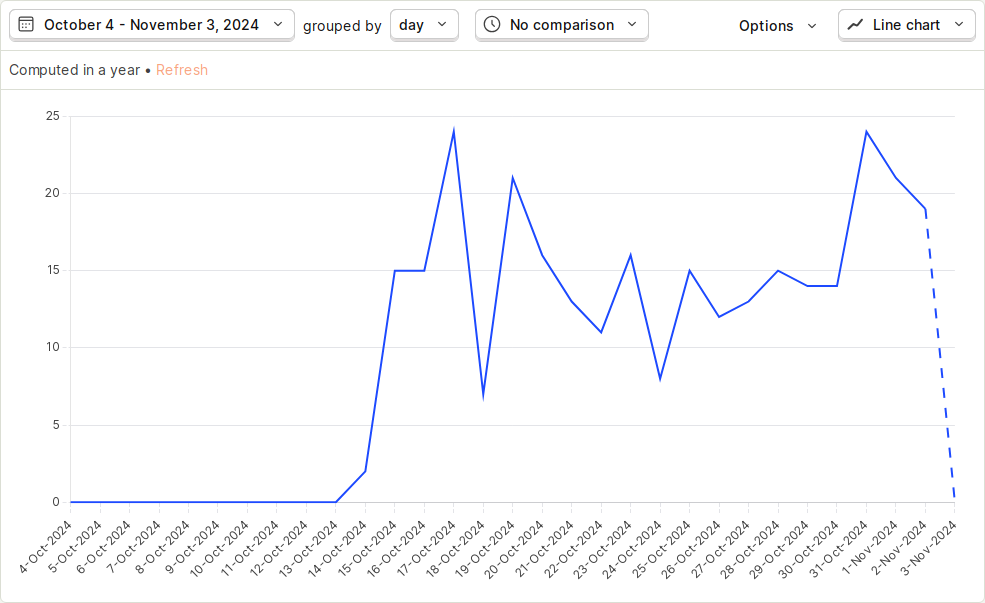 October 4 - November 3, 2024 grouped by day No comparison Options Line chart
Computed in a year • Refresh
25
20
15
10
5
0
4-Oct-2024
5-Oct-2024
6-Oct-2024
7-Oct-2024
8-Oct-2024
9-Oct-2024
10-Oct-2024
11-Oct-2024
12-Oct-2024
13-Oct-2024
14-Oct-2024
15-Oct-2024
16-Oct-2024
17-Oct-2024
18-Oct-2024
19-Oct-2024
20-Oct-2024
21-Oct-2024
22-Oct-2024
23-Oct-2024
24-Oct-2024
25-Oct-2024
26-Oct-2024
27-Oct-2024
28-Oct-2024
29-Oct-2024
30-Oct-2024
31-Oct-2024
1-Nov-2024
2-Nov-2024
3-Nov-2024